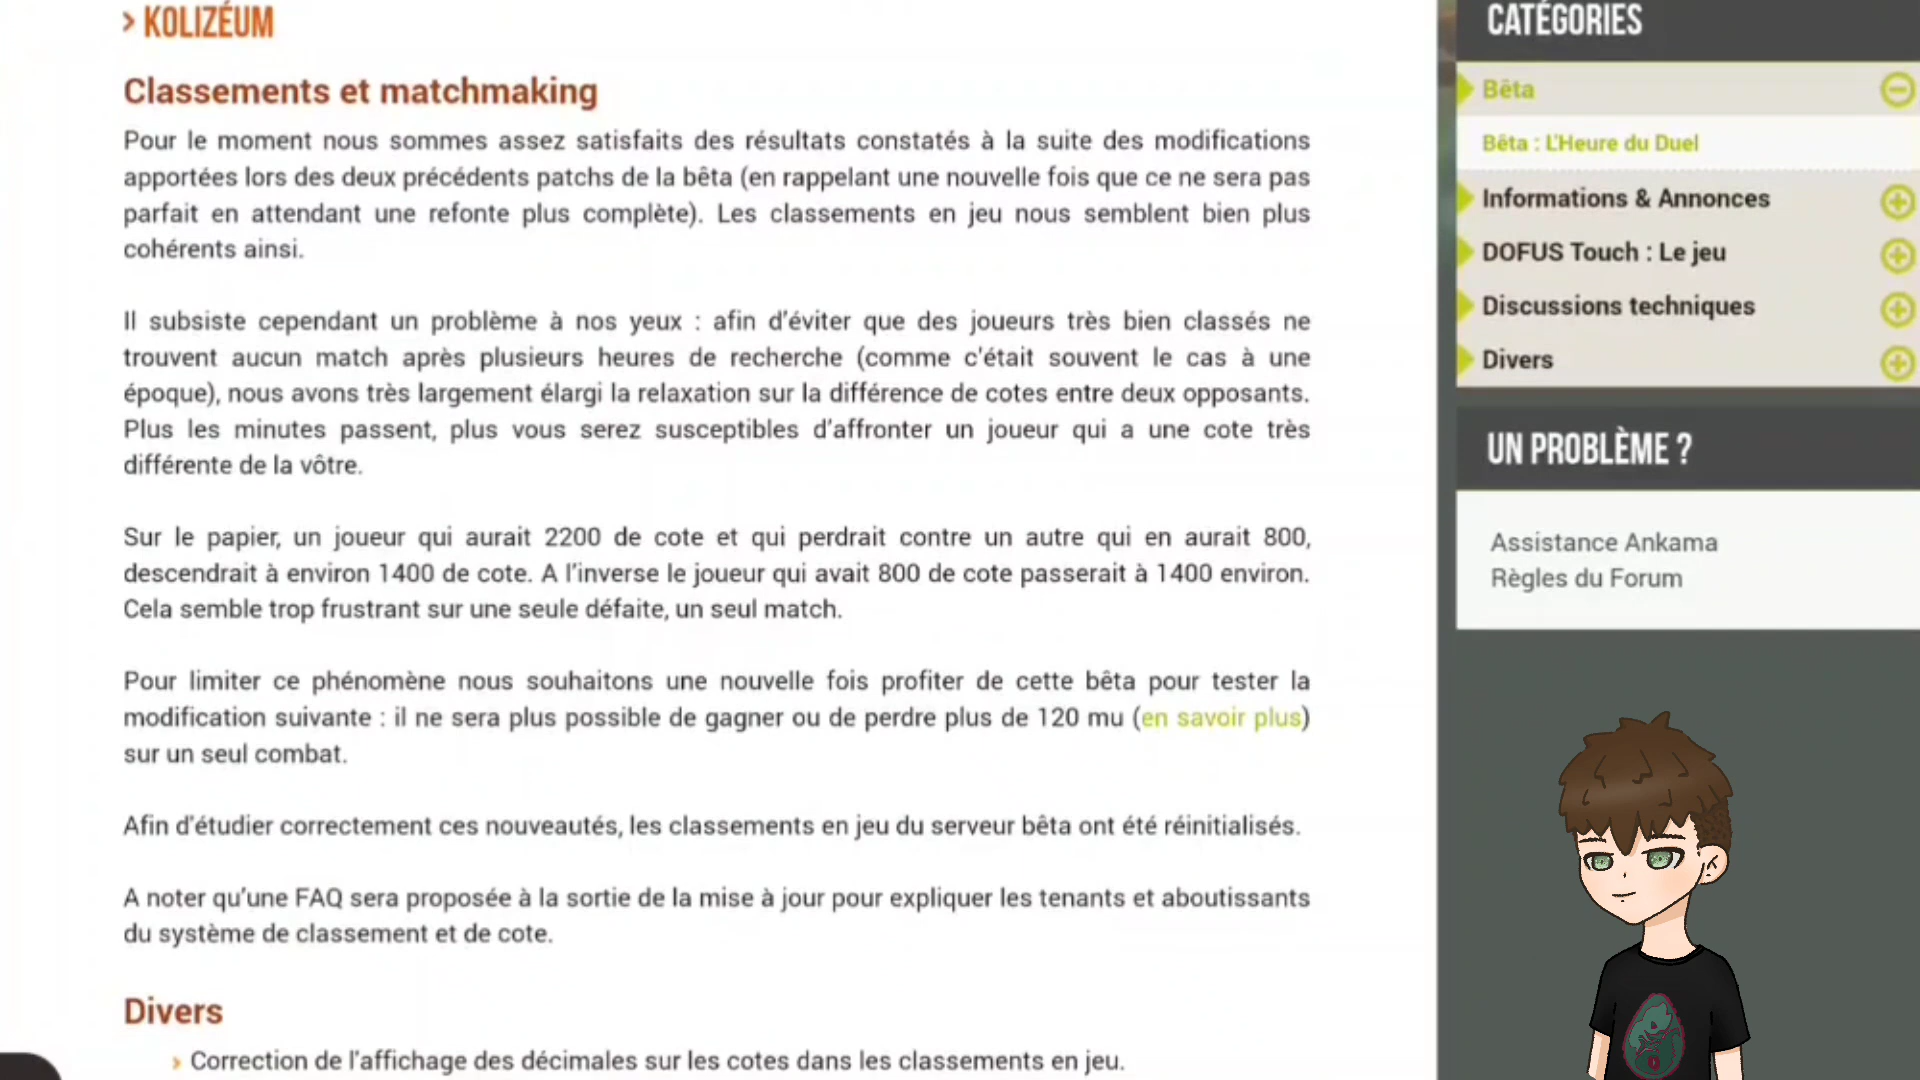 > KOLIZÉUM
Classements et matchmaking
Pour le moment nous sommes assez satisfaits des résultats constatés à la suite des modifications
apportées lors des deux précédents patchs de la bêta (en rappelant une nouvelle fois que ce ne sera pas
parfait en attendant une refonte plus complète). Les classements en jeu nous semblent bien plus
cohérents ainsi.
Il subsiste cependant un problème à nos yeux : afin d'éviter que des joueurs très bien classés ne
trouvent aucun match après plusieurs heures de recherche (comme c'était souvent le cas à une
époque), nous avons très largement élargi la relaxation sur la différence de cotes entre deux opposants.
Plus les minutes passent, plus vous serez susceptibles d'affronter un joueur qui a une cote très
différente de la vôtre.
Sur le papier, un joueur qui aurait 2200 de cote et qui perdrait contre un autre qui en aurait 800,
descendrait à environ 1400 de cote. A l'inverse le joueur qui avait 800 de cote passerait à 1400 environ.
Cela semble trop frustrant sur une seule défaite, un seul match.
Pour limiter ce phénomène nous souhaitons une nouvelle fois profiter de cette bêta pour tester la
modification suivante : il ne sera plus possible de gagner ou de perdre plus de 120 mu (en savoir plus)
sur un seul combat.
Afin d'étudier correctement ces nouveautés, les classements en jeu du serveur bêta ont été réinitialisés.
A noter qu'une FAQ sera proposée à la sortie de la mise à jour pour expliquer les tenants et aboutissants
du système de classement et de cote.
Divers
› Correction de l'affichage des décimales sur les cotes dans les classements en jeu.
CATÉGORIES
Bêta
Bêta : L'Heure du Duel
Informations & Annonces
DOFUS Touch : Le jeu
Discussions techniques
Divers
UN PROBLÈME ?
Assistance Ankama
Règles du Forum